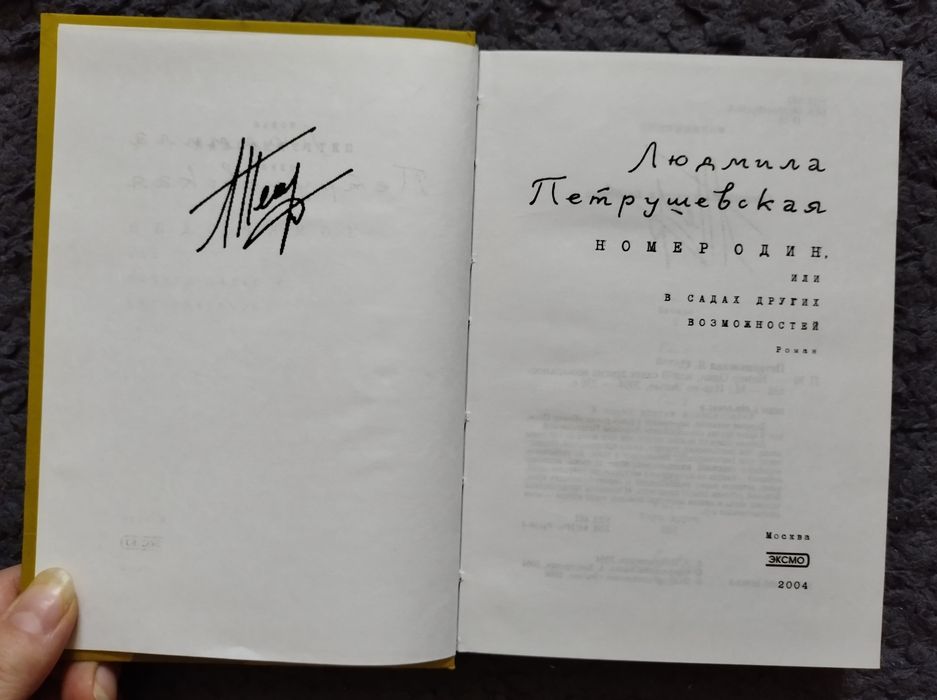 Людмила
Петрушевская
НОМЕР ОДИН,
ИЛИ
В САДАХ ДРУГИХ
ВОЗМОЖНОСТЕЙ
Роман
Москва
ЭКСМО
2004